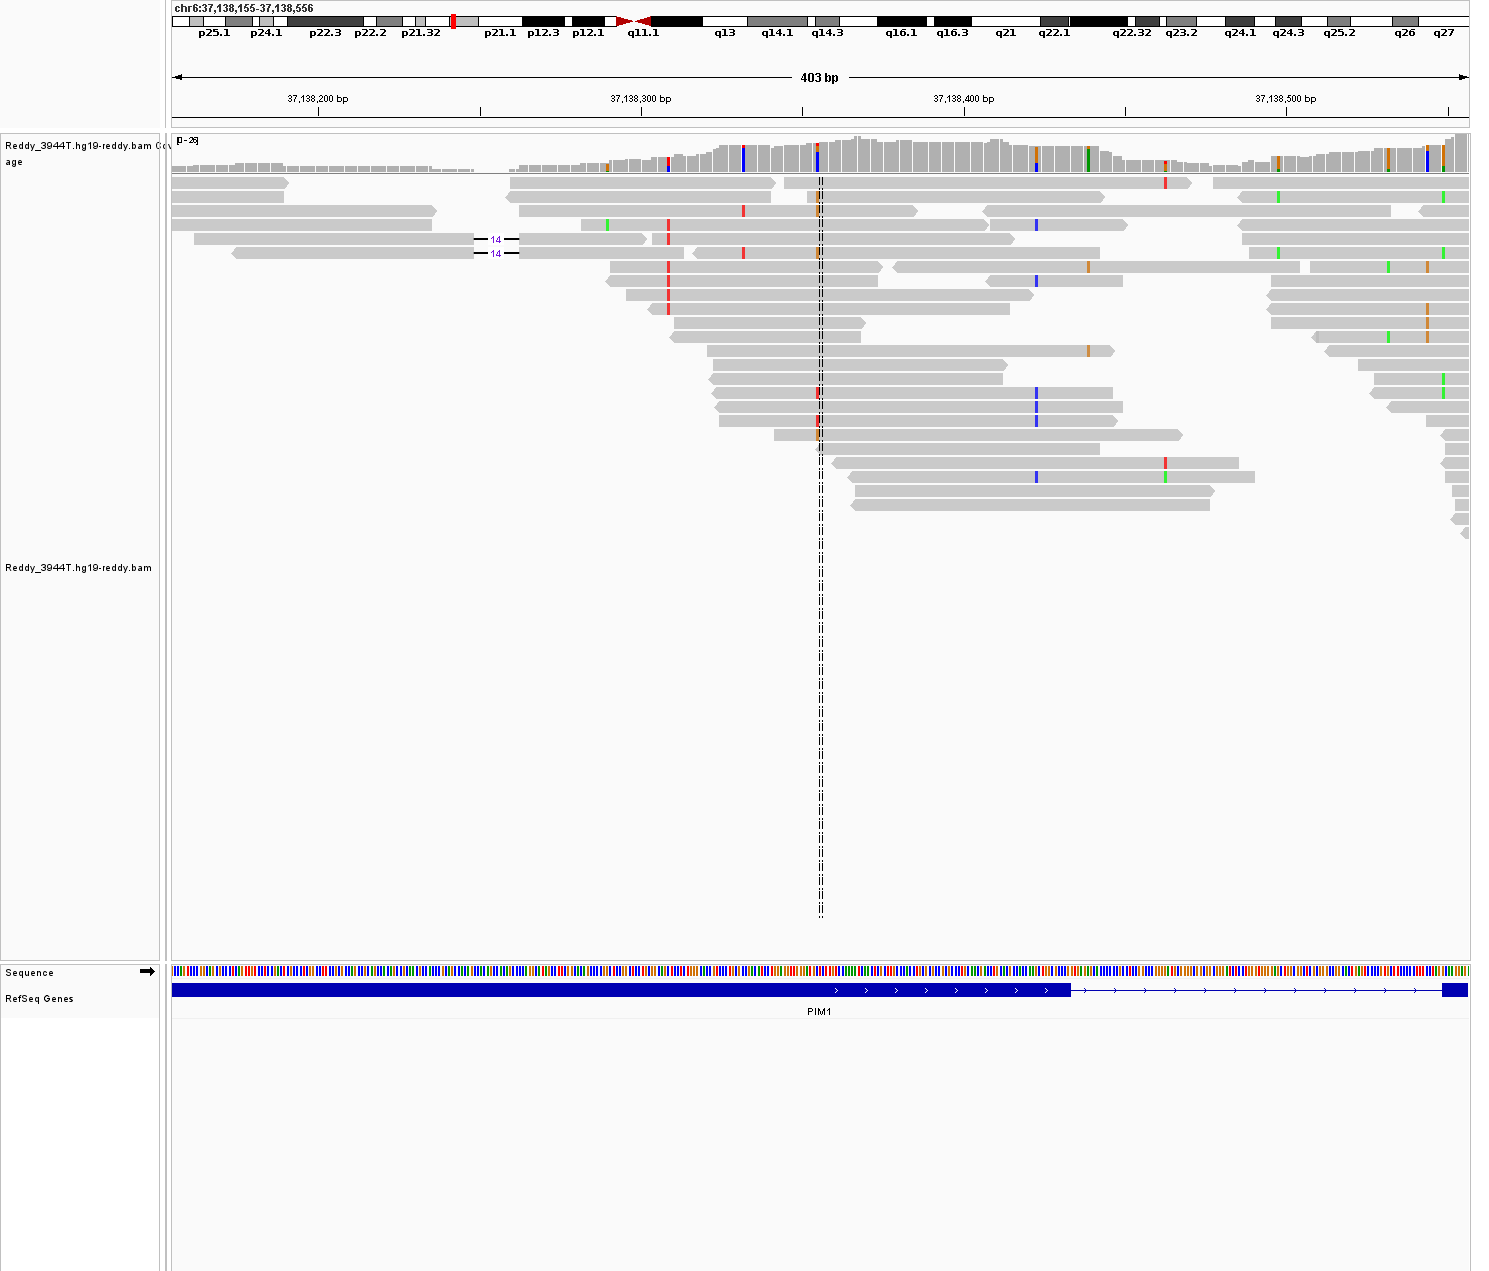 chr6:37,138,155-37,138,556
p25.1 p24.1 p22.3 p22.2 p21.32 p21.1 p12.3 p12.1 q11.1 q13 q14.1 q14.3 q16.1 q16.3 q21 q22.1 q22.32 q23.2 q24.1 q24.3 q25.2 q26 q27
403 bp
37,138,200 bp 37,138,300 bp 37,138,400 bp 37,138,500 bp
[0-26]
Reddy_3944T.hg19-reddy.bam Cov
age
14
14
Reddy_3944T.hg19-reddy.bam
Sequence
RefSeq Genes
PIM1